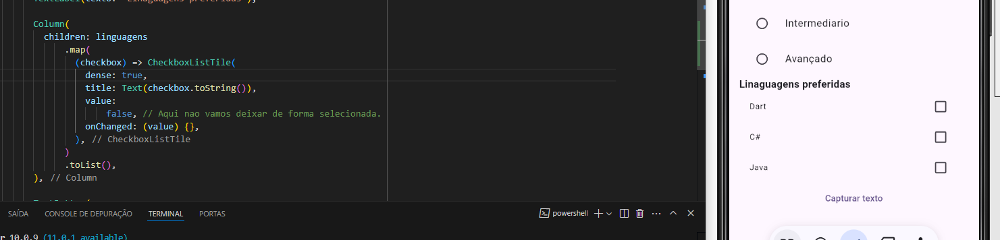 TextLabel(texto: "Linaguagens preferidas"),
Column(
children: linguagens
.map(
(checkbox) => CheckboxListTile(
dense: true,
title: Text(checkbox.toString()),
value:
false, // Aqui nao vamos deixar de forma selecionada.
onChanged: (value) {},
), // CheckboxListTile
)
.toList(),
), // Column
SAÍDA
CONSOLE DE DEPURAÇÃO
TERMINAL
PORTAS
powershell
r 10.0.9 (11.0.1 available)
Intermediario
Avançado
Linaguagens preferidas
Dart
C#
Java
Capturar texto